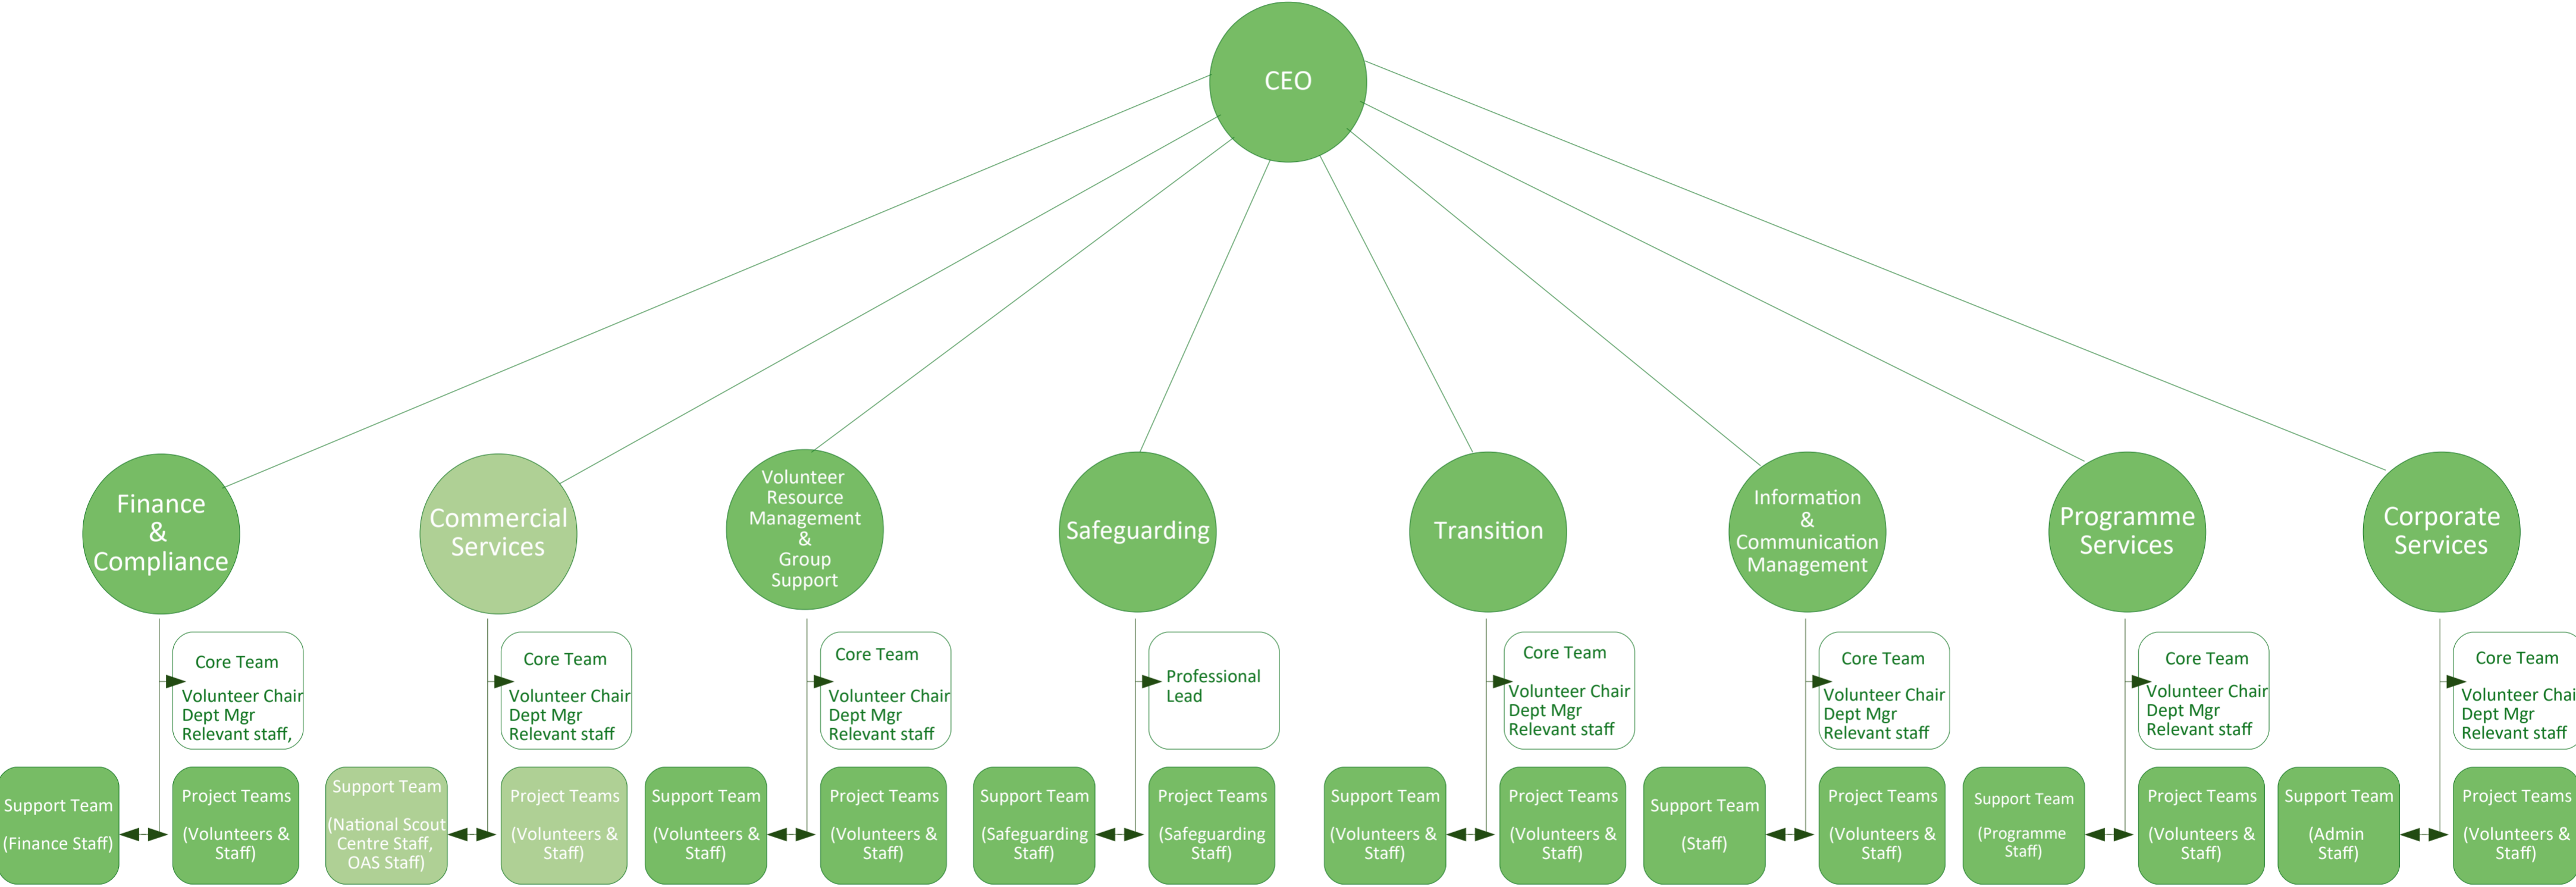 CEO
Finance
&
Compliance
Commercial
Services
Volunteer
Resource
Management
&
Group
Support
Safeguarding
Transition
Information
&
Communication
Management
Programme
Services
Corporate
Services
Core Team
Volunteer Chair
Dept Mgr
Relevant staff,
Core Team
Volunteer Chair
Dept Mgr
Relevant staff
Core Team
Volunteer Chair
Dept Mgr
Relevant staff
Professional
Lead
Core Team
Volunteer Chair
Dept Mgr
Relevant staff
Core Team
Volunteer Chair
Dept Mgr
Relevant staff
Core Team
Volunteer Chair
Dept Mgr
Relevant staff
Core Team
Volunteer Chai
Dept Mgr
Relevant staff
Support Team
(Finance Staff)
Project Teams
(Volunteers &
Staff)
Support Team
(National Scout
Centre Staff,
OAS Staff)
Project Teams
(Volunteers &
Staff)
Support Team
(Volunteers &
Staff)
Project Teams
(Volunteers &
Staff)
Support Team
(Safeguarding
Staff)
Project Teams
(Safeguarding
Staff)
Support Team
(Volunteers &
Staff)
Project Teams
(Volunteers &
Staff)
Support Team
(Staff)
Project Teams
(Volunteers &
Staff)
Support Team
(Programme
Staff)
Project Teams
(Volunteers &
Staff)
Support Team
(Admin
Staff)
Project Teams
(Volunteers &
Staff)